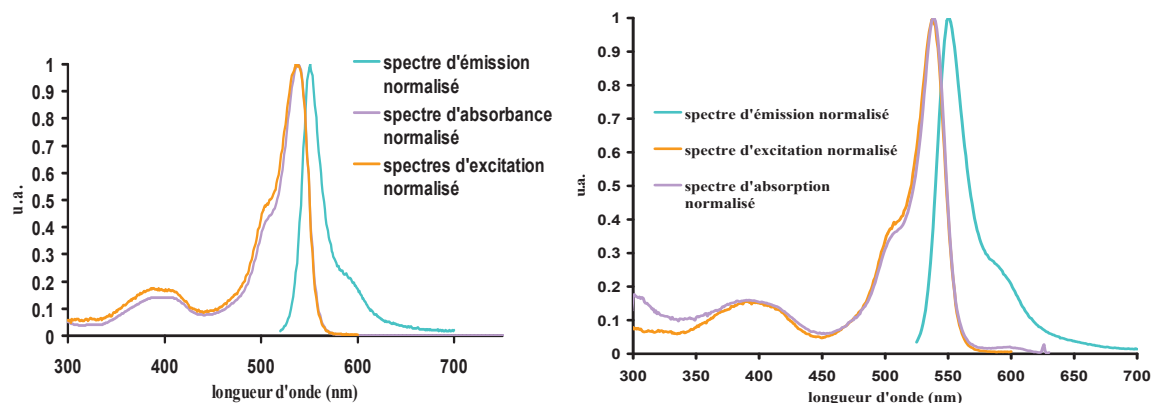 1
0.9
0.8
0.7
0.6
0.5
0.4
0.3
0.2
0.1
0
u.a.
300
400
500
600
700
longueur d'onde (nm)
spectre d'émission
normalisé
spectre d'absorbance
normalisé
spectres d'excitation
normalisé
1
0.9
0.8
0.7
0.6
0.5
0.4
0.3
0.2
0.1
0
u.a.
300
350
400
450
500
550
600
650
700
longueur d'onde (nm)
spectre d'émission normalisé
spectre d'excitation normalisé
spectre d'absorption
normalisé